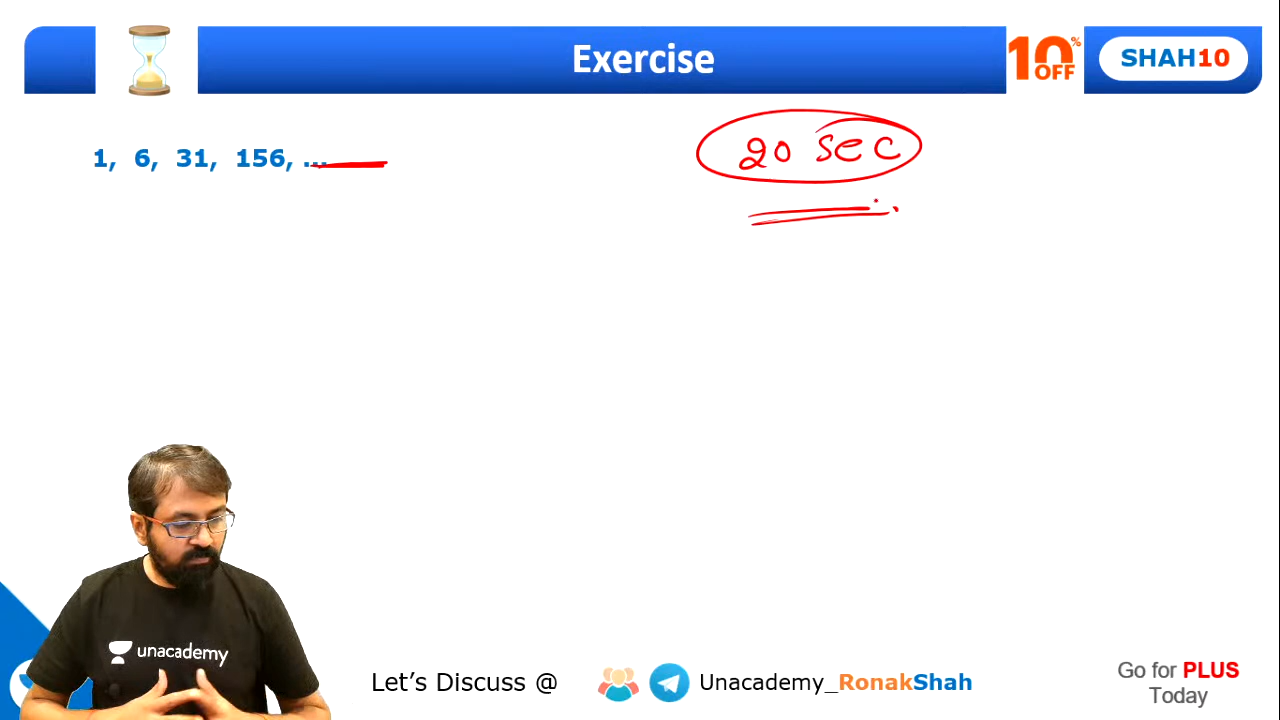 Exercise
10% OFF
SHAH10
1, 6, 31, 156, ...
20 sec
unacademy
Let’s Discuss @
Unacademy_RonakShah
Go for PLUS
Today